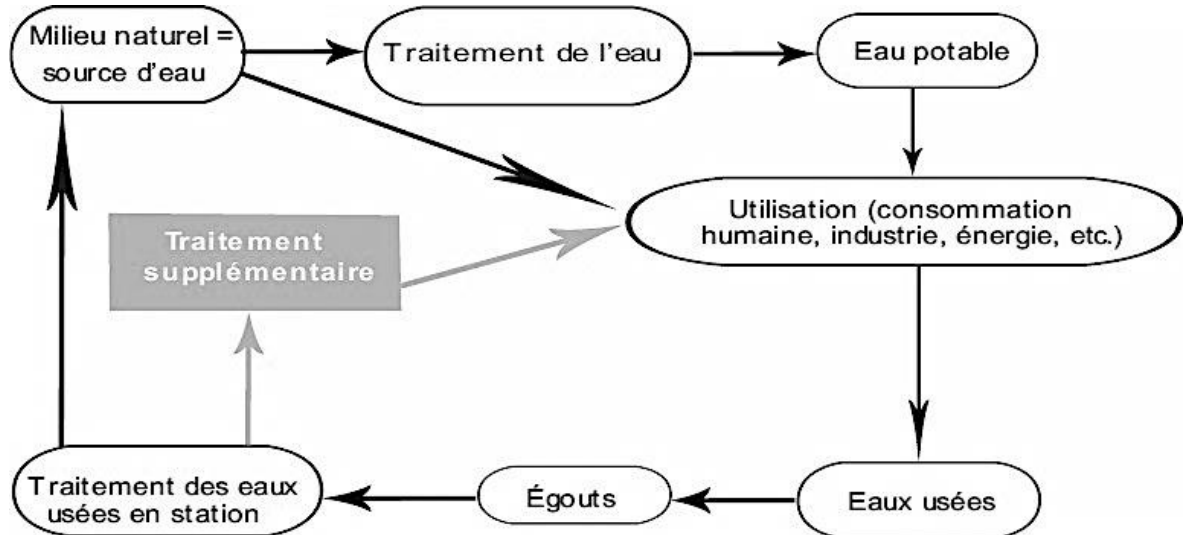 Milieu naturel =
source d'eau
Traitement de l'eau
Eau potable
Utilisation (consommation
humaine, industrie, énergie, etc.)
Traitement
supplémentaire
Traitement des eaux
usées en station
Égouts
Eaux usées